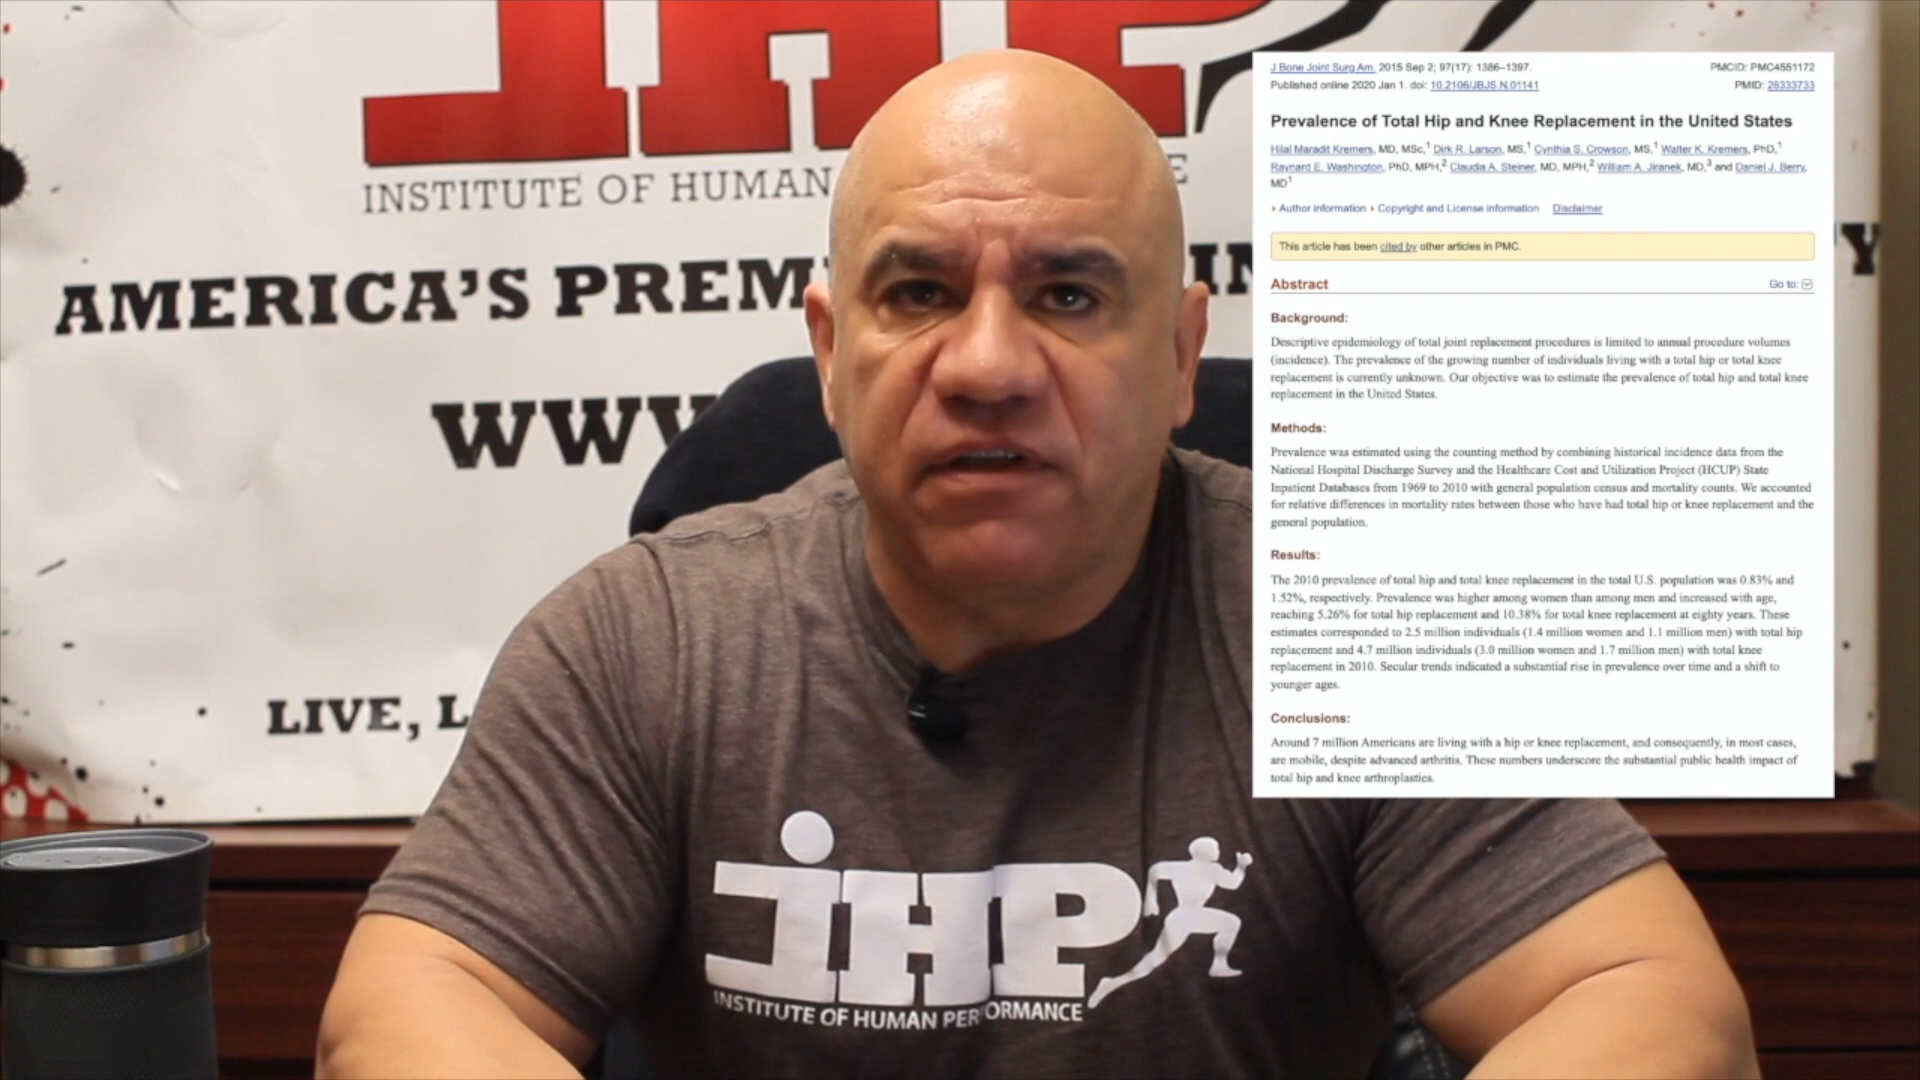 IHP
INSTITUTE OF HUMAN
AMERICA'S PREM
WWW
LIVE, L
J Bone Joint Surg Am. 2015 Sep 2; 97(17): 1386–1397.
PMCID: PMC4551172
Published online 2020 Jan 1. doi: 10.2106/JBJS.N.01141
PMID: 26333733
Prevalence of Total Hip and Knee Replacement in the United States
Hilal Maradit Kremers, MD, MSc,1 Dirk R. Larson, MS,1 Cynthia S. Crowson, MS,1 Walter K. Kremers, PhD,1
Raynard E. Washington, PhD, MPH,2 Claudia A. Steiner, MD, MPH,2 William A. Jiranek, MD,3 and Daniel J. Berry,
MD1
Author information Copyright and License information Disclaimer
This article has been cited by other articles in PMC.
Abstract
Go to:
Background:
Descriptive epidemiology of total joint replacement procedures is limited to annual procedure volumes
(incidence). The prevalence of the growing number of individuals living with a total hip or total knee
replacement is currently unknown. Our objective was to estimate the prevalence of total hip and total knee
replacement in the United States.
Methods:
Prevalence was estimated using the counting method by combining historical incidence data from the
National Hospital Discharge Survey and the Healthcare Cost and Utilization Project (HCUP) State
Inpatient Databases from 1969 to 2010 with general population census and mortality counts. We accounted
for relative differences in mortality rates between those who have had total hip or knee replacement and the
general population.
Results:
The 2010 prevalence of total hip and total knee replacement in the total U.S. population was 0.83% and
1.52%, respectively. Prevalence was higher among women than among men and increased with age,
reaching 5.26% for total hip replacement and 10.38% for total knee replacement at eighty years. These
estimates corresponded to 2.5 million individuals (1.4 million women and 1.1 million men) with total hip
replacement and 4.7 million individuals (3.0 million women and 1.7 million men) with total knee
replacement in 2010. Secular trends indicated a substantial rise in prevalence over time and a shift to
younger ages.
Conclusions:
Around 7 million Americans are living with a hip or knee replacement, and consequently, in most cases,
are mobile, despite advanced arthritis. These numbers underscore the substantial public health impact of
total hip and knee arthroplasties.
IHP
INSTITUTE OF HUMAN PERFORMANCE